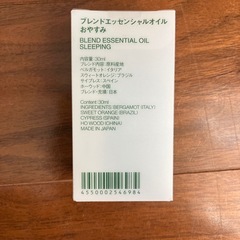 ブレンドエッセンシャルオイル
おやすみ
BLEND ESSENTIAL OIL
SLEEPING
内容量:30ml
ブレンド内容:原料産地
ベルガモット:イタリア
スウィートオレンジ:ブラジル
サイプレス:スペイン
ホーウッド:中国
ブレンド・充填:日本
Content 30ml
INGREDIENTS:(BERGAMOT (ITALY)
SWEET ORANGE (BRAZIL)
CYPRESS (SPAIN)
HO WOOD (CHINA)
MADE IN JAPAN
4550002546984